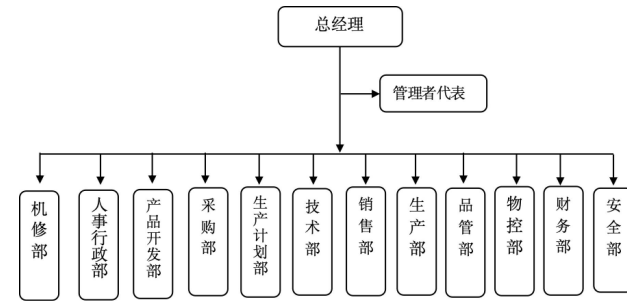 总经理
管理者代表
机修部
人事行政部
产品开发部
采购部
生产计划部
技术部
销售部
生产部
品管部
物控部
财务部
安全部